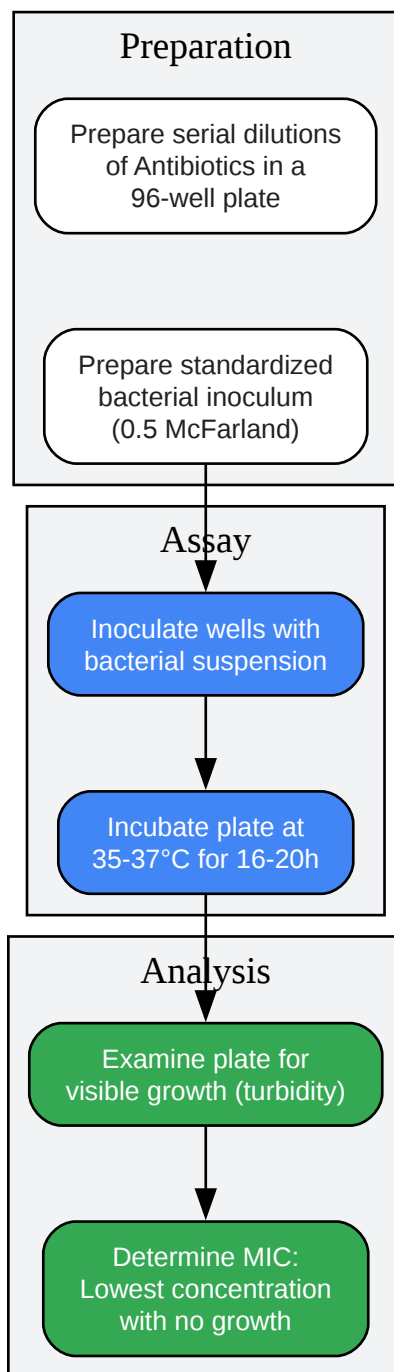 Preparation
Prepare serial dilutions
of Antibiotics in a
96-well plate
Prepare standardized
bacterial inoculum
(0.5 McFarland)
Assay
Inoculate wells with
bacterial suspension
Incubate plate at
35-37°C for 16-20h
Analysis
Examine plate for
visible growth (turbidity)
Determine MIC:
Lowest concentration
with no growth